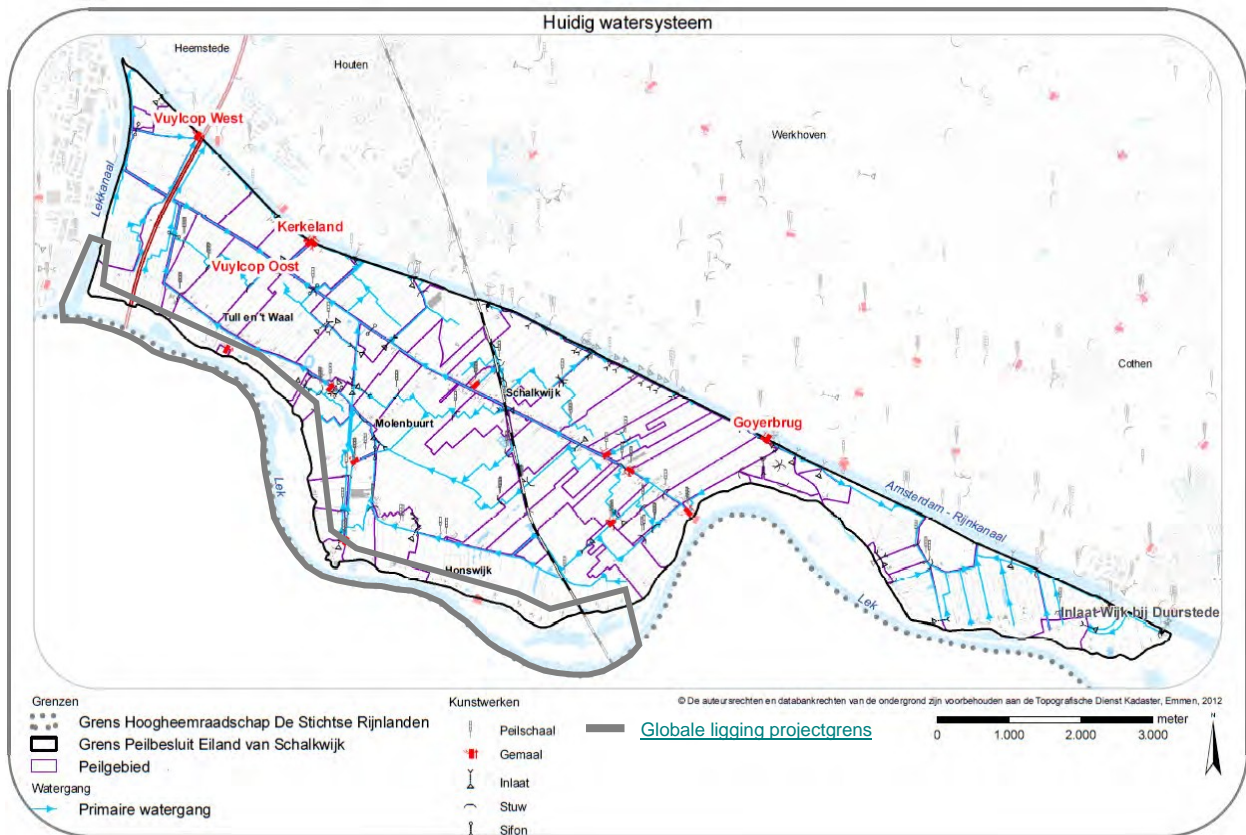 Huidig watersysteem
Heemstede
Houten
Vuylcop West
Werkhoven
Lekkanaal
Kerkeland
Vuylcop Oost
Tull en 't Waal
Cothen
Schalkwijk
Molenbuurt
Goyerbrug
Lek
Amsterdam - Rijnkanaal
Honswijk
Lek
Inlaat Wijk bij Duurstede
Grenzen
Grens Hoogheemraadschap De Stichtse Rijnlanden
Grens Peilbesluit Eiland van Schalkwijk
Peilgebied
Watergang
Primaire watergang
Kunstwerken
Peilschaal
Gemaal
Inlaat
Stuw
Sifon
Globale ligging projectgrens
© De auteursrechten en databankrechten van de ondergrond zijn voorbehouden aan de Topografische Dienst Kadaster, Emmen, 2012
meter
0 1.000 2.000 3.000
N